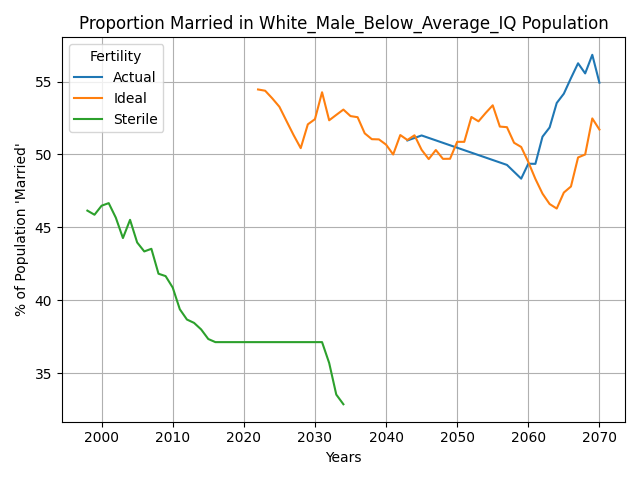 Proportion Married in White_Male_Below_Average_IQ Population
Fertility
Actual
Ideal
Sterile
% of Population 'Married'
55
50
45
40
35
2000 2010 2020 2030 2040 2050 2060 2070
Years